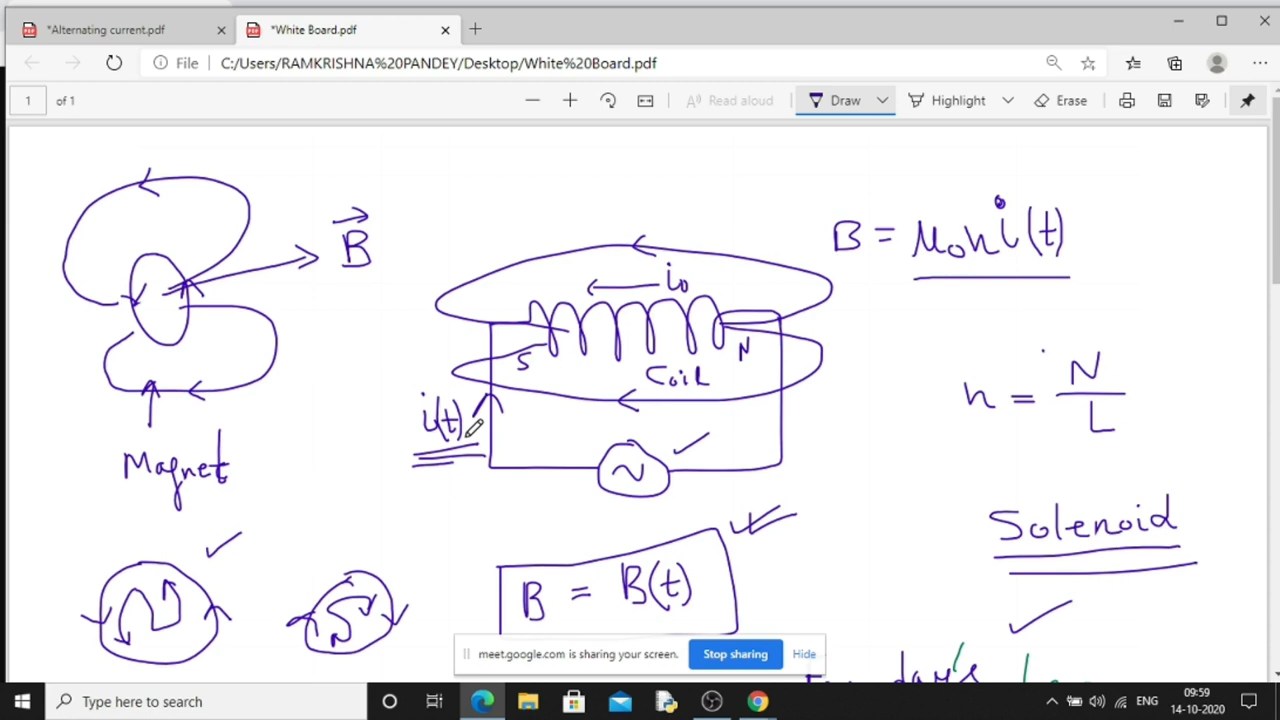 *Alternating current.pdf
*White Board.pdf
File
C:/Users/RAMKRISHNA%20PANDEY/Desktop/White%20Board.pdf
1 of 1
Read aloud
Draw
Highlight
Erase
B
B = μ₀ni(t)
i₀
S
N
Coil
n = N/L
i(t)
~
Magnet
Solenoid
N
S
B = B(t)
meet.google.com is sharing your screen.
Stop sharing
Hide
Type here to search
ENG
09:59
14-10-2020